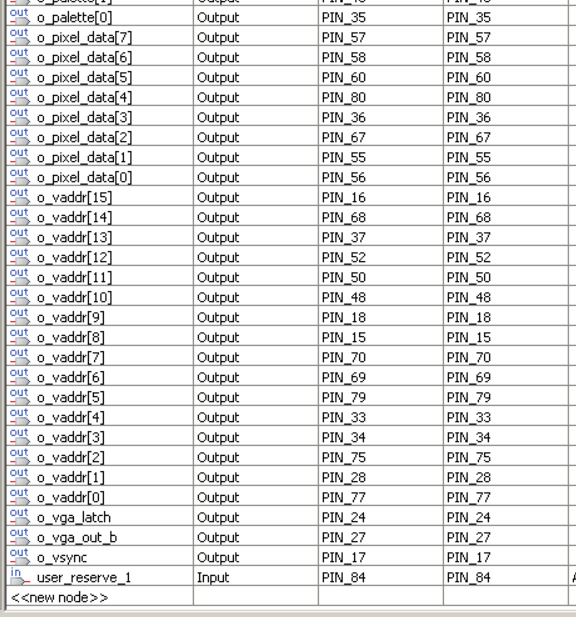 out o_palette[0] Output PIN_35 PIN_35
out o_pixel_data[7] Output PIN_57 PIN_57
out o_pixel_data[6] Output PIN_58 PIN_58
out o_pixel_data[5] Output PIN_60 PIN_60
out o_pixel_data[4] Output PIN_80 PIN_80
out o_pixel_data[3] Output PIN_36 PIN_36
out o_pixel_data[2] Output PIN_67 PIN_67
out o_pixel_data[1] Output PIN_55 PIN_55
out o_pixel_data[0] Output PIN_56 PIN_56
out o_vaddr[15] Output PIN_16 PIN_16
out o_vaddr[14] Output PIN_68 PIN_68
out o_vaddr[13] Output PIN_37 PIN_37
out o_vaddr[12] Output PIN_52 PIN_52
out o_vaddr[11] Output PIN_50 PIN_50
out o_vaddr[10] Output PIN_48 PIN_48
out o_vaddr[9] Output PIN_18 PIN_18
out o_vaddr[8] Output PIN_15 PIN_15
out o_vaddr[7] Output PIN_70 PIN_70
out o_vaddr[6] Output PIN_69 PIN_69
out o_vaddr[5] Output PIN_79 PIN_79
out o_vaddr[4] Output PIN_33 PIN_33
out o_vaddr[3] Output PIN_34 PIN_34
out o_vaddr[2] Output PIN_75 PIN_75
out o_vaddr[1] Output PIN_28 PIN_28
out o_vaddr[0] Output PIN_77 PIN_77
out o_vga_latch Output PIN_24 PIN_24
out o_vga_out_b Output PIN_27 PIN_27
out o_vsync Output PIN_17 PIN_17
in user_reserve_1 Input PIN_84 PIN_84
<<new node>>